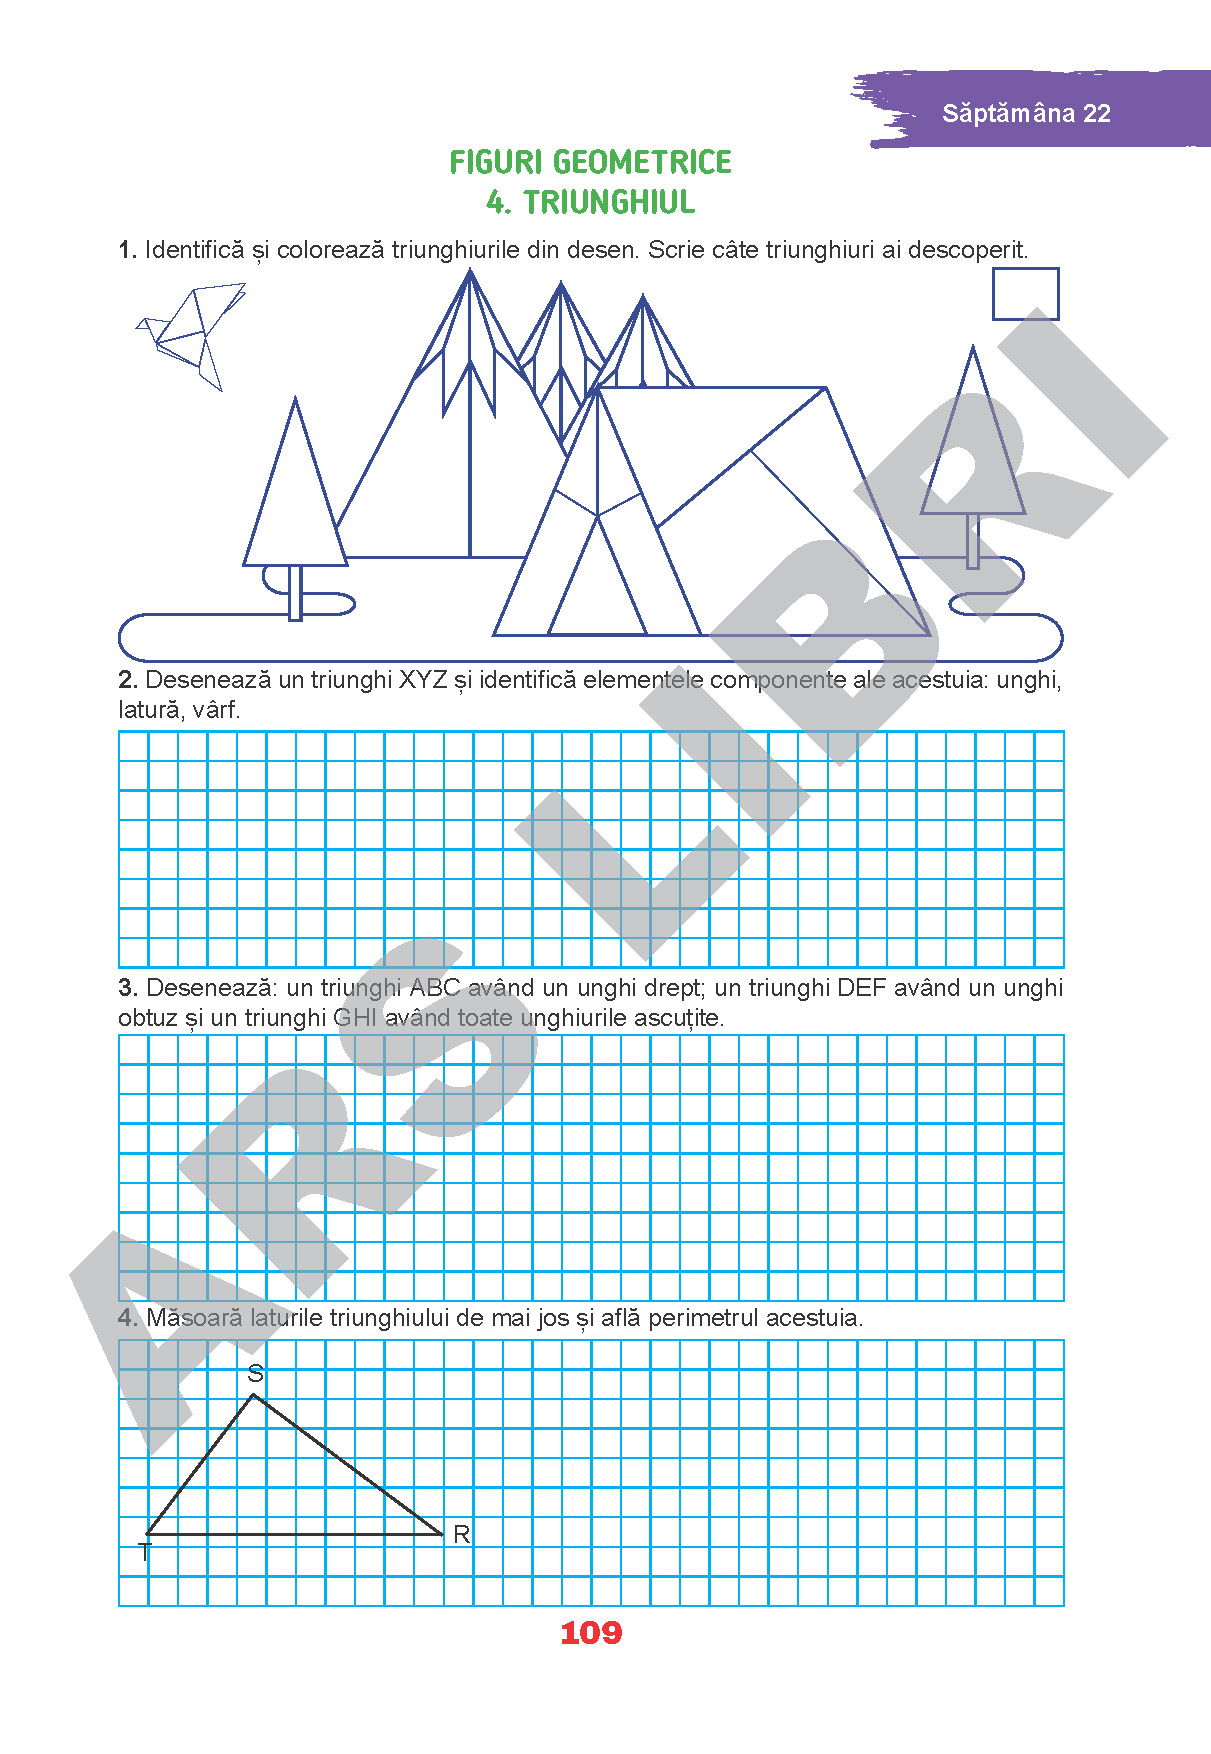 Săptămâna 22
FIGURI GEOMETRICE
4. TRIUNGHIUL
1. Identifică și colorează triunghiurile din desen. Scrie câte triunghiuri ai descoperit.
2. Desenează un triunghi XYZ și identifică elementele componente ale acestuia: unghi,
latură, vârf.
3. Desenează: un triunghi ABC având un unghi drept; un triunghi DEF având un unghi
obtuz și un triunghi GHI având toate unghiurile ascuțite.
4. Măsoară laturile triunghiului de mai jos și află perimetrul acestuia.
S
R
T
109
ARS LIBRI